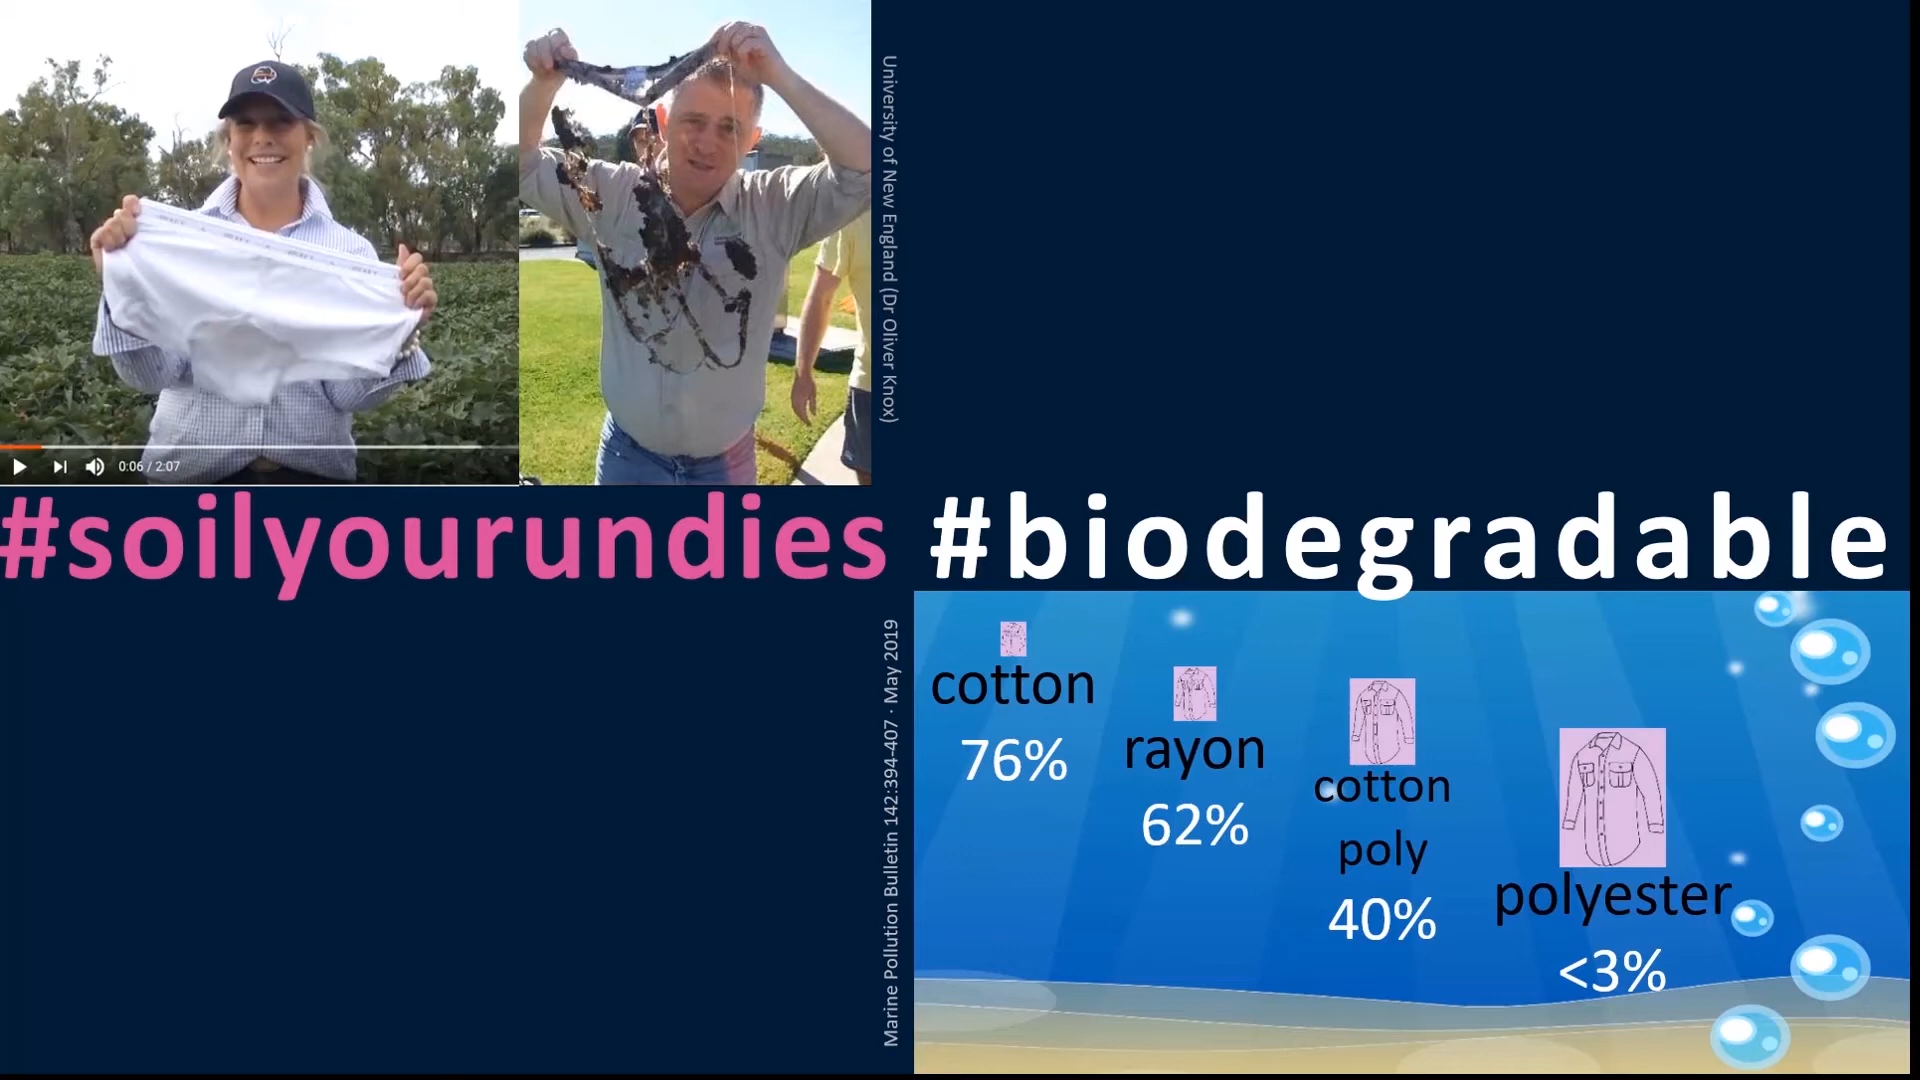 University of New England (Dr Oliver Knox)
0:06 / 2:07
#soilyourundies #biodegradable
Marine Pollution Bulletin 142:394-407 · May 2019
cotton
76%
rayon
62%
cotton
poly
40%
polyester
<3%